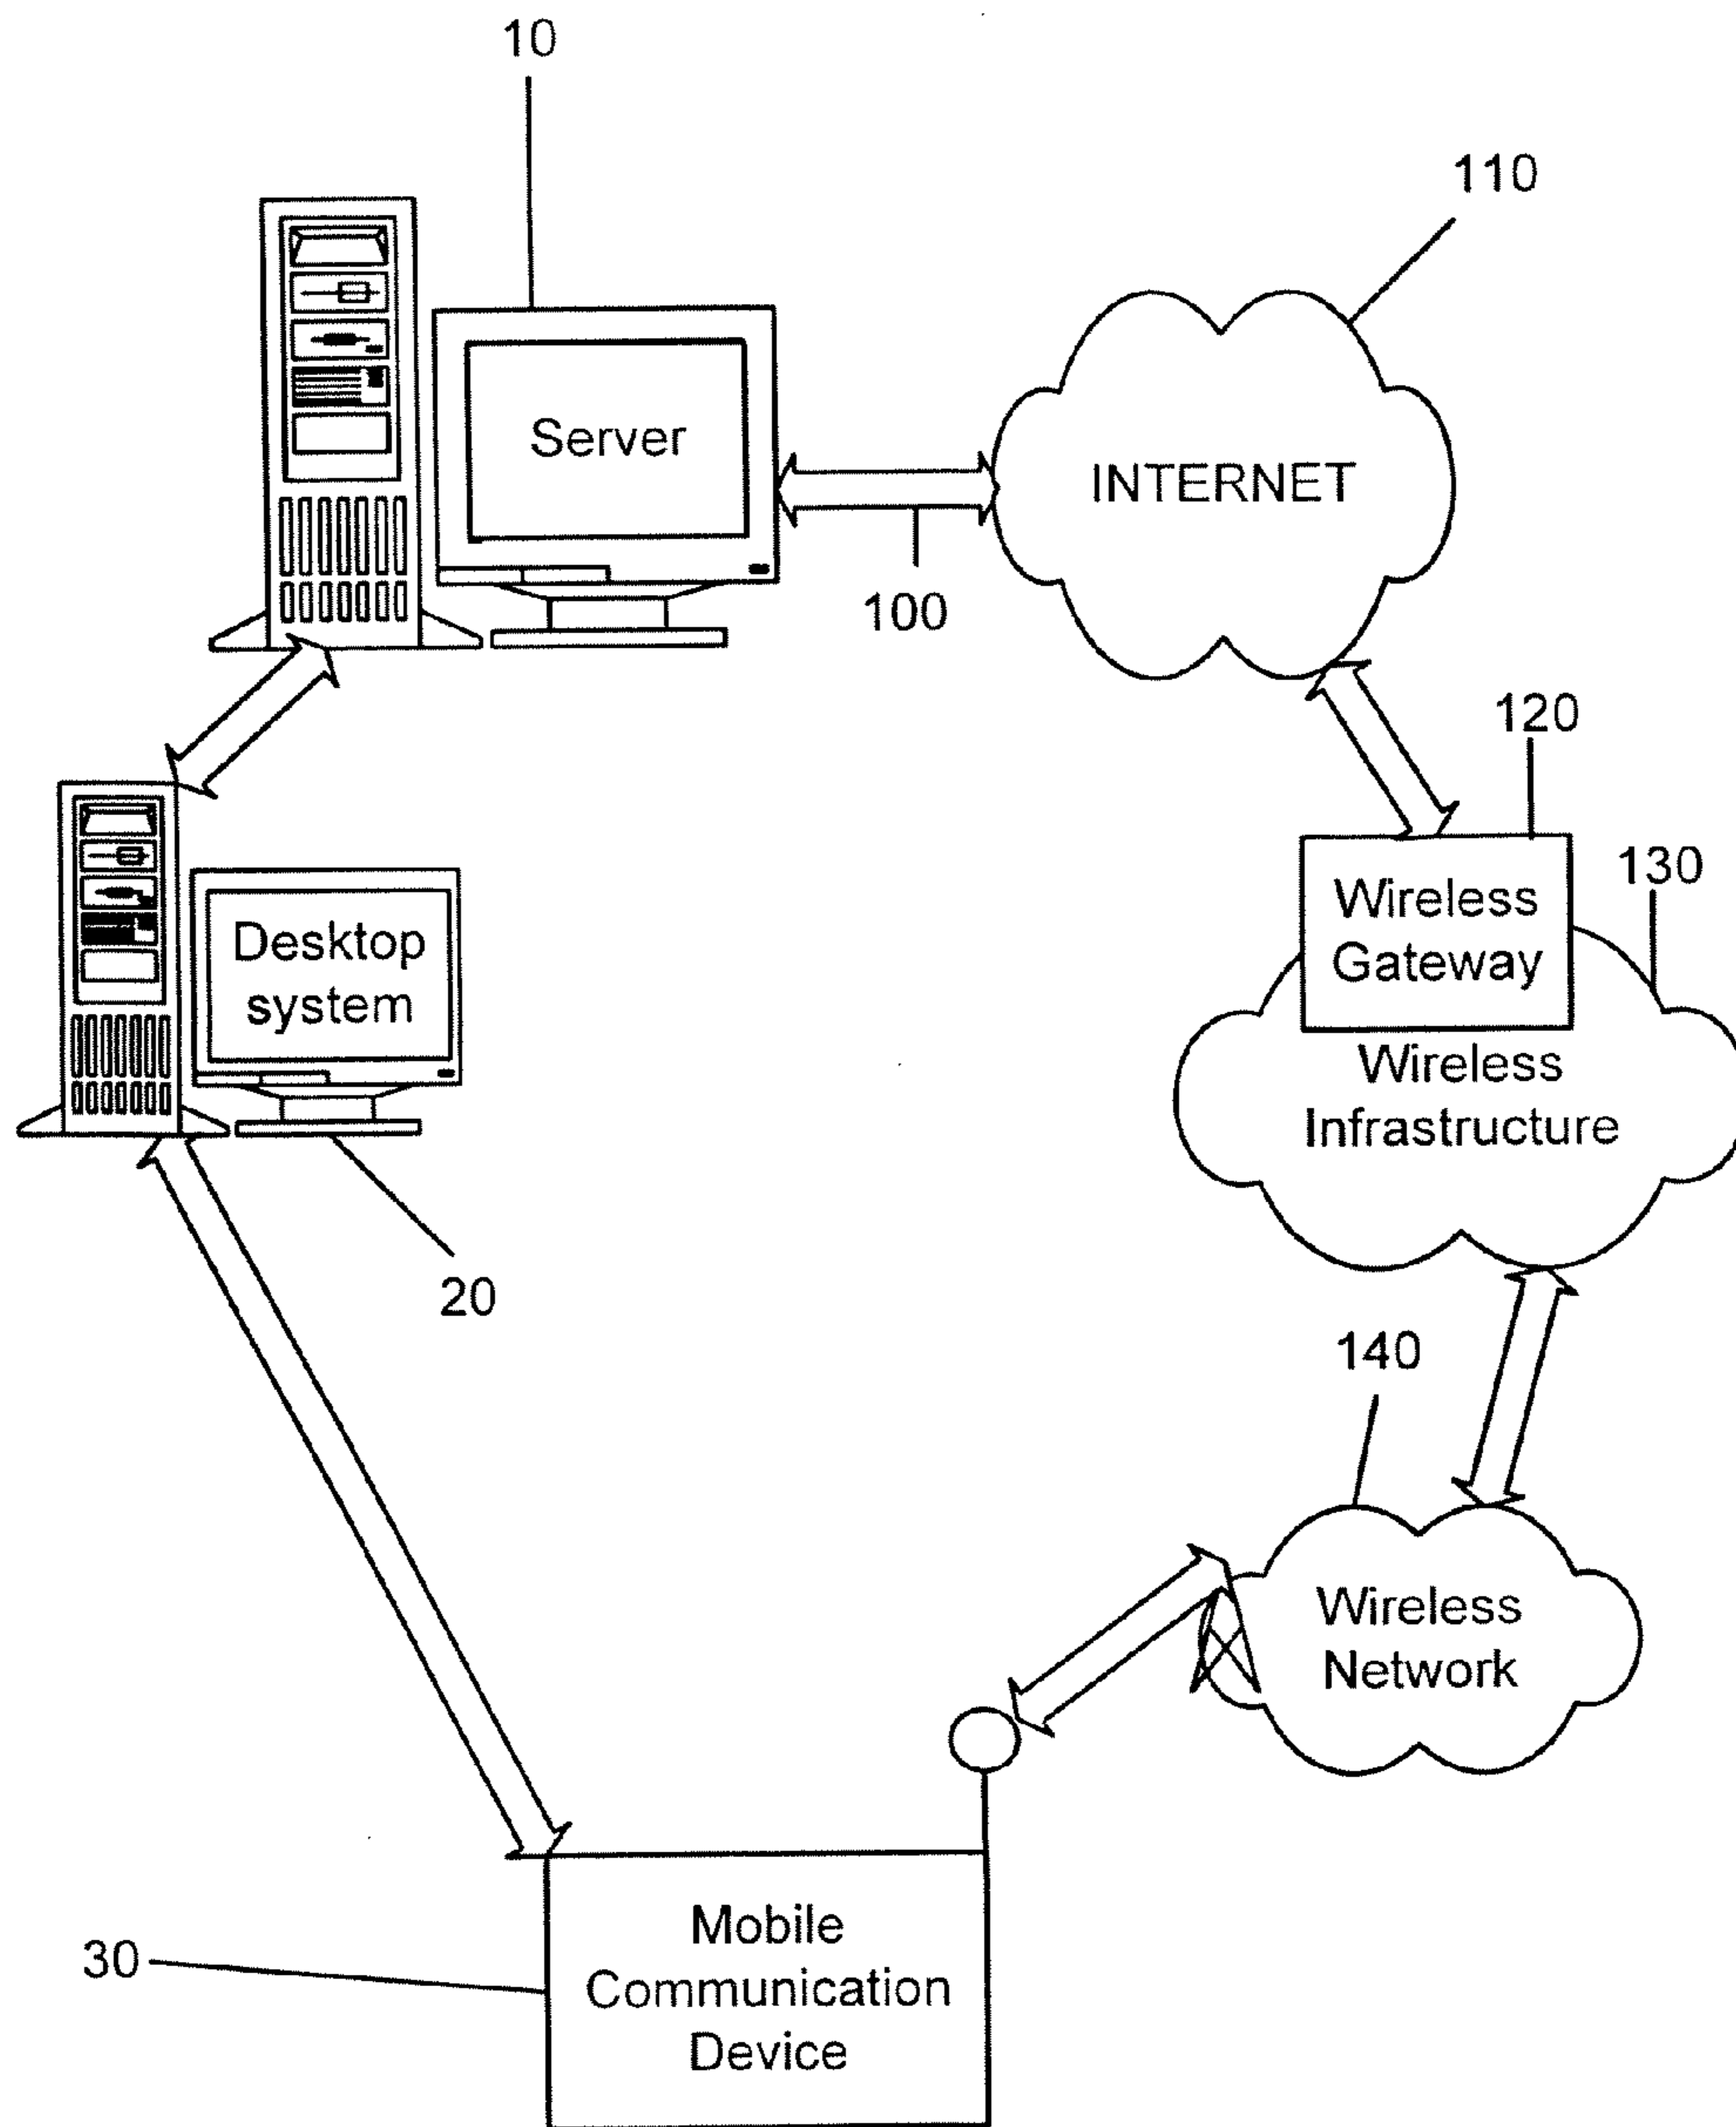 10
110
Server
INTERNET
100
120
130
Wireless
Gateway
Desktop
system
Wireless
Infrastructure
20
140
Wireless
Network
30
Mobile
Communication
Device